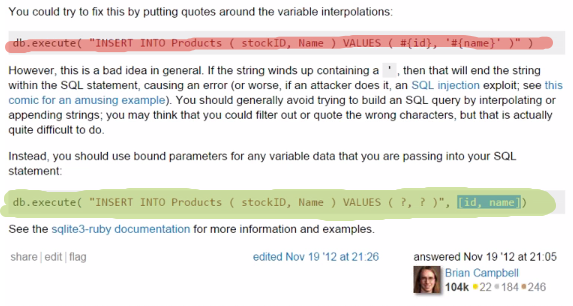 You could try to fix this by putting quotes around the variable interpolations:
db.execute( "INSERT INTO Products ( stockID, Name ) VALUES ( #{id}, '#{name}' )" )
However, this is a bad idea in general. If the string winds up containing a ' , then that will end the string
within the SQL statement, causing an error (or worse, if an attacker does it, an SQL injection exploit; see this
comic for an amusing example). You should generally avoid trying to build an SQL query by interpolating or
appending strings; you may think that you could filter out or quote the wrong characters, but that is actually
quite difficult to do.
Instead, you should use bound parameters for any variable data that you are passing into your SQL
statement:
db.execute( "INSERT INTO Products ( stockID, Name ) VALUES ( ?, ? )", [id, name])
See the sqlite3-ruby documentation for more information and examples.
share | edit | flag edited Nov 19 '12 at 21:26 answered Nov 19 '12 at 21:05
Brian Campbell
104k 22 184 246